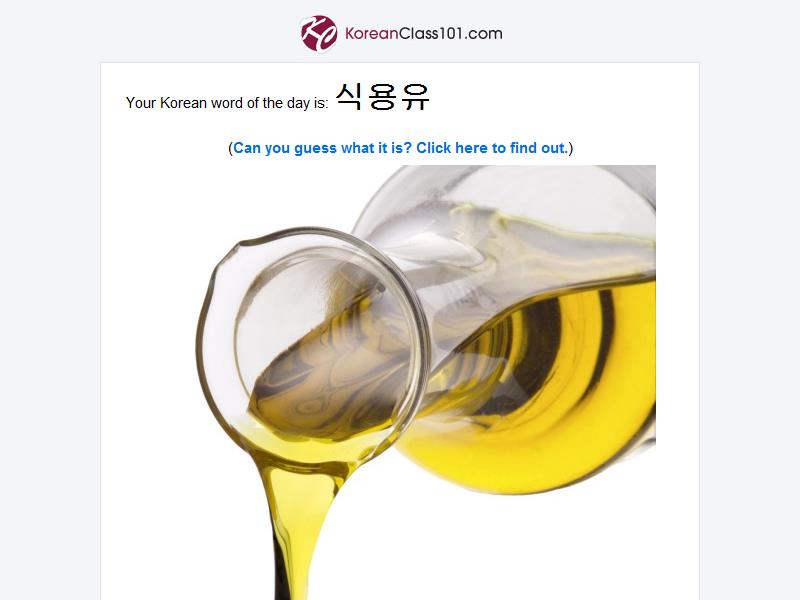 KoreanClass101.com
Your Korean word of the day is: 식용유
(Can you guess what it is? Click here to find out.)